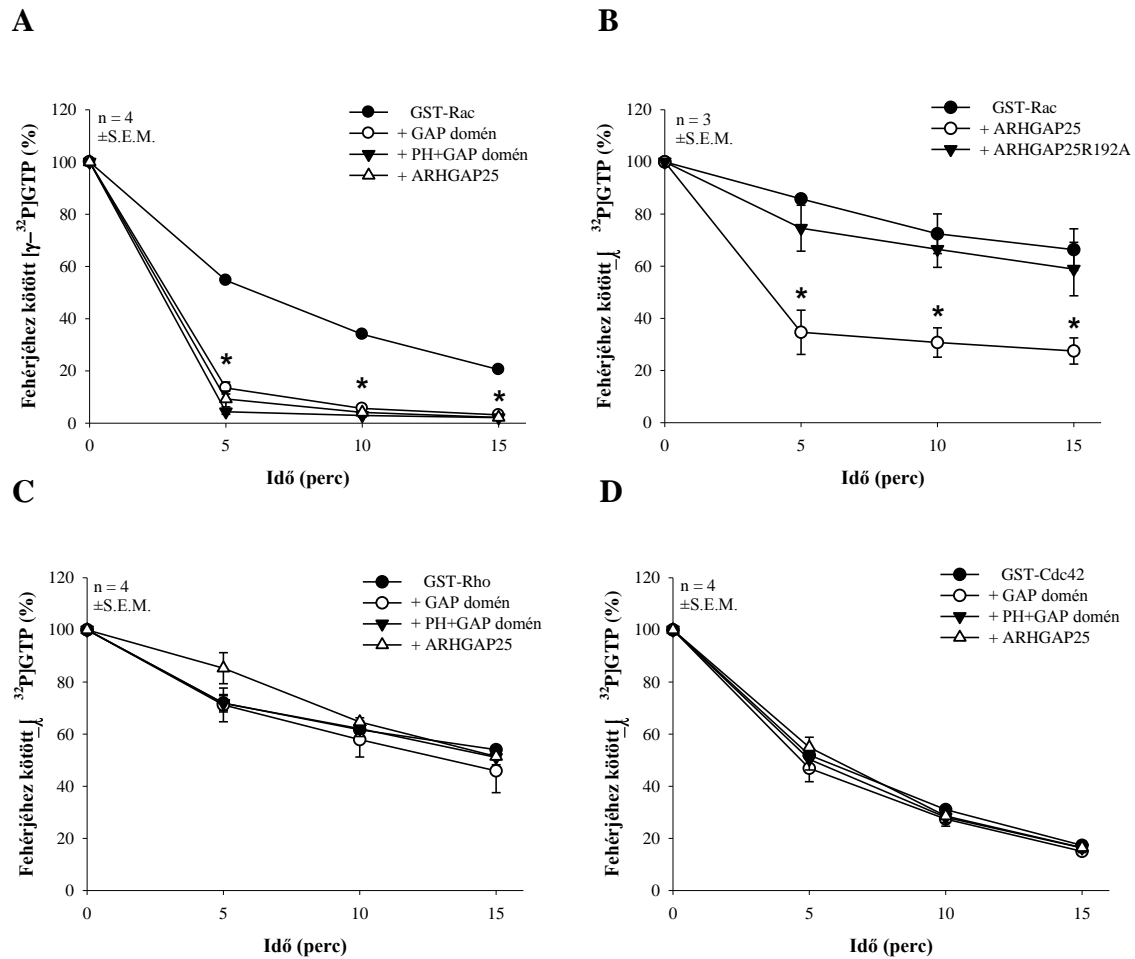 A
n = 4
±S.E.M.
GST-Rac
+ GAP domén
+ PH+GAP domén
+ ARHGAP25
Fehérjéhez kötött [γ–³²P]GTP (%)
120
100
80
60
40
20
0
*
*
*
0 5 10 15
Idő (perc)
B
n = 3
±S.E.M.
GST-Rac
+ ARHGAP25
+ ARHGAP25R192A
Fehérjéhez kötött [ ³²P]GTP (%)
120
100
80
60
40
20
0
*
*
*
0 5 10 15
Idő (perc)
C
n = 4
±S.E.M.
GST-Rho
+ GAP domén
+ PH+GAP domén
+ ARHGAP25
Fehérjéhez kötött [ ³²P]GTP (%)
120
100
80
60
40
20
0
0 5 10 15
Idő (perc)
D
n = 4
±S.E.M.
GST-Cdc42
+ GAP domén
+ PH+GAP domén
+ ARHGAP25
Fehérjéhez kötött [ ³²P]GTP (%)
120
100
80
60
40
20
0
0 5 10 15
Idő (perc)